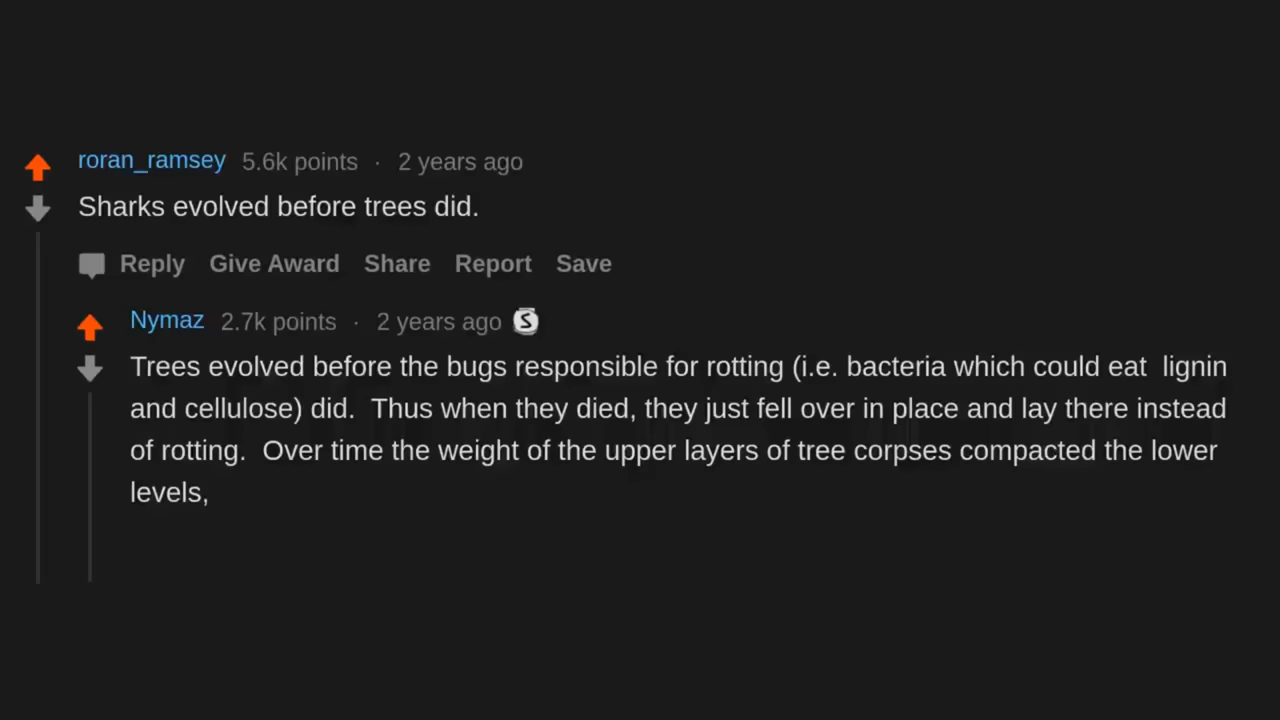 roran_ramsey 5.6k points · 2 years ago
Sharks evolved before trees did.
Reply Give Award Share Report Save
Nymaz 2.7k points · 2 years ago S
Trees evolved before the bugs responsible for rotting (i.e. bacteria which could eat  lignin
and cellulose) did.  Thus when they died, they just fell over in place and lay there instead
of rotting.  Over time the weight of the upper layers of tree corpses compacted the lower
levels,